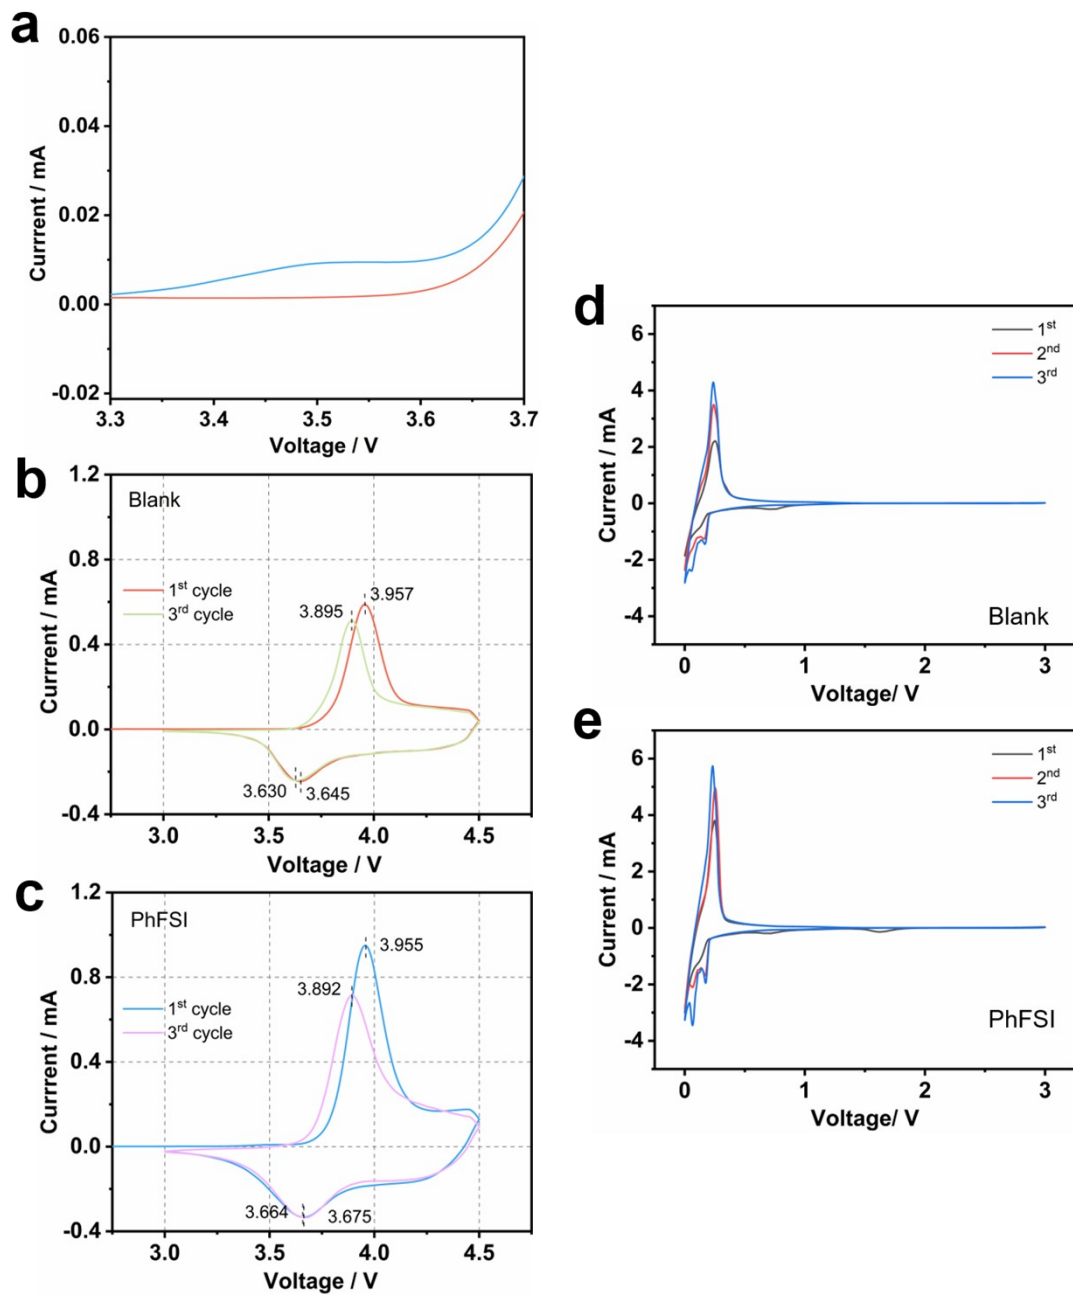 a
0.06
0.04
0.02
0.00
-0.02
Currrent / mA
3.3 3.4 3.5 3.6 3.7
Voltage / V
b
Blank
1.2
0.8
0.4
0.0
-0.4
Currrent / mA
1st cycle
3rd cycle
3.957
3.895
3.630 3.645
3.0 3.5 4.0 4.5
Voltage / V
c
PhFSI
1.2
0.8
0.4
0.0
-0.4
Currrent / mA
1st cycle
3rd cycle
3.955
3.892
3.664 3.675
3.0 3.5 4.0 4.5
Voltage / V
d
6
4
2
0
-2
-4
Current / mA
1st
2nd
3rd
Blank
0 1 2 3
Voltage/ V
e
6
4
2
0
-2
-4
Current / mA
1st
2nd
3rd
PhFSI
0 1 2 3
Voltage/ V